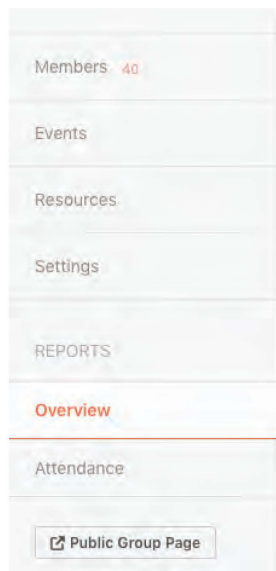 Members 40
Events
Resources
Settings
REPORTS
Overview
Attendance
Public Group Page